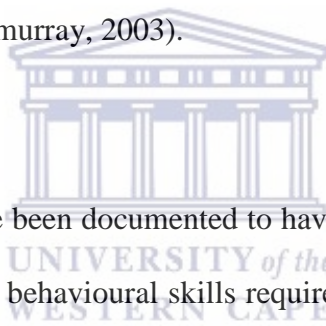 murray, 2003).
been documented to hav
UNIVERSITY of the
behavioural skills require
WESTERN CAPE